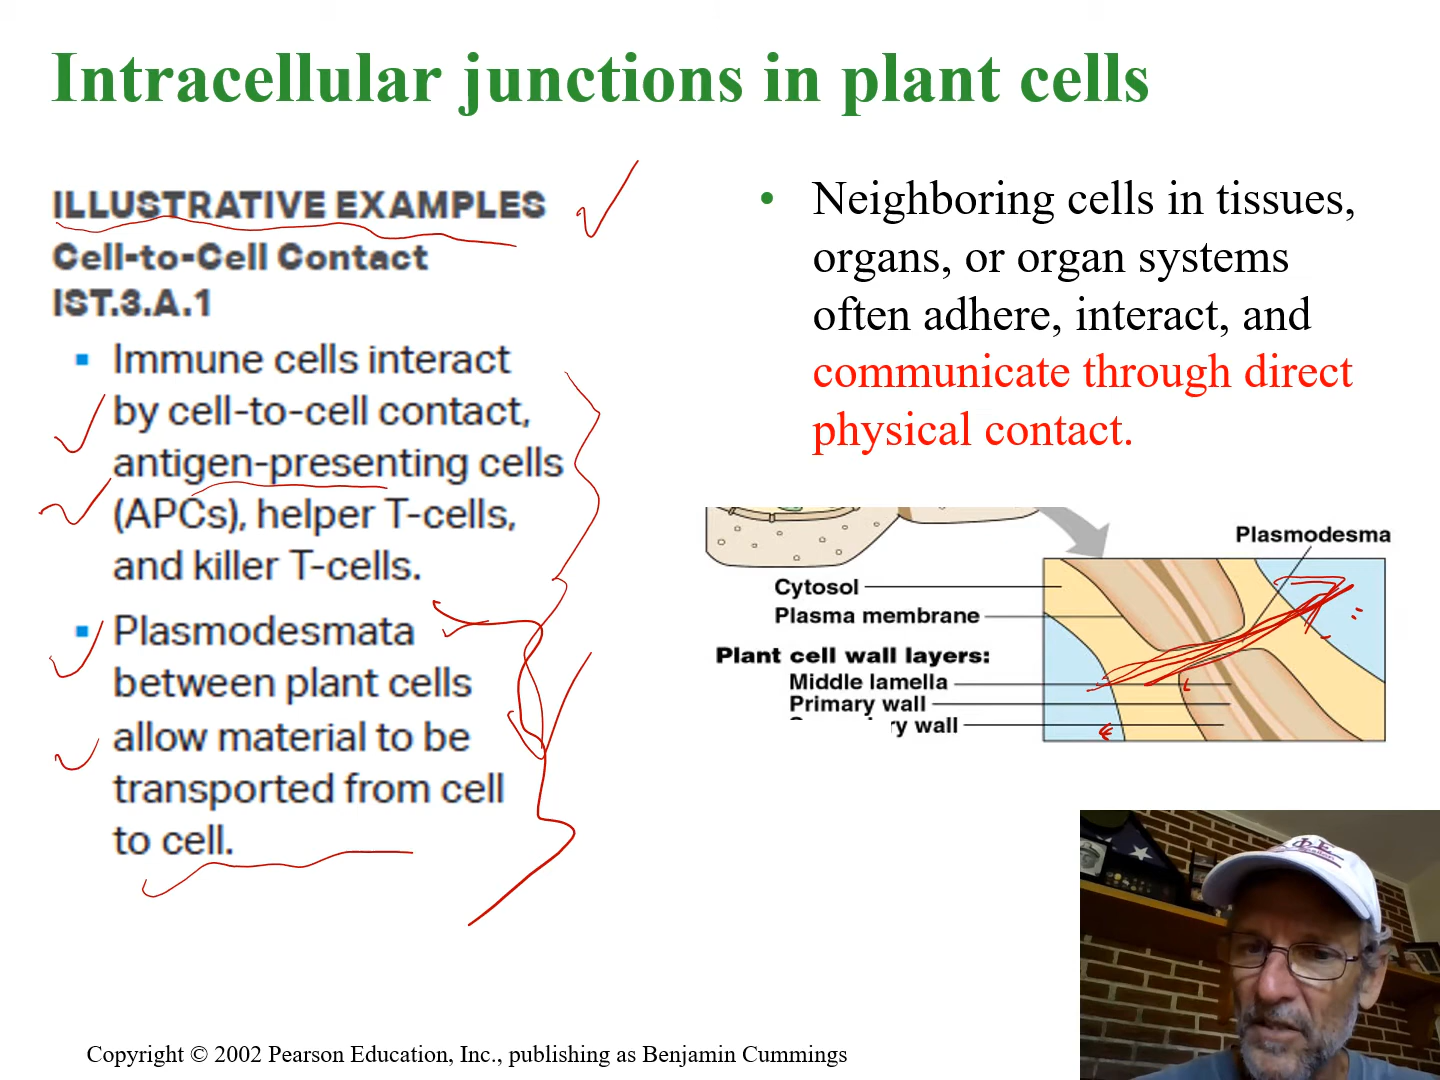 Intracellular junctions in plant cells
ILLUSTRATIVE EXAMPLES
Cell-to-Cell Contact
IST.3.A.1
Immune cells interact
by cell-to-cell contact,
antigen-presenting cells
(APCs), helper T-cells,
and killer T-cells.
Plasmodesmata
between plant cells
allow material to be
transported from cell
to cell.
• Neighboring cells in tissues,
organs, or organ systems
often adhere, interact, and
communicate through direct
physical contact.
Plasmodesma
Cytosol
Plasma membrane
Plant cell wall layers:
Middle lamella
Primary wall
wall
Copyright © 2002 Pearson Education, Inc., publishing as Benjamin Cummings